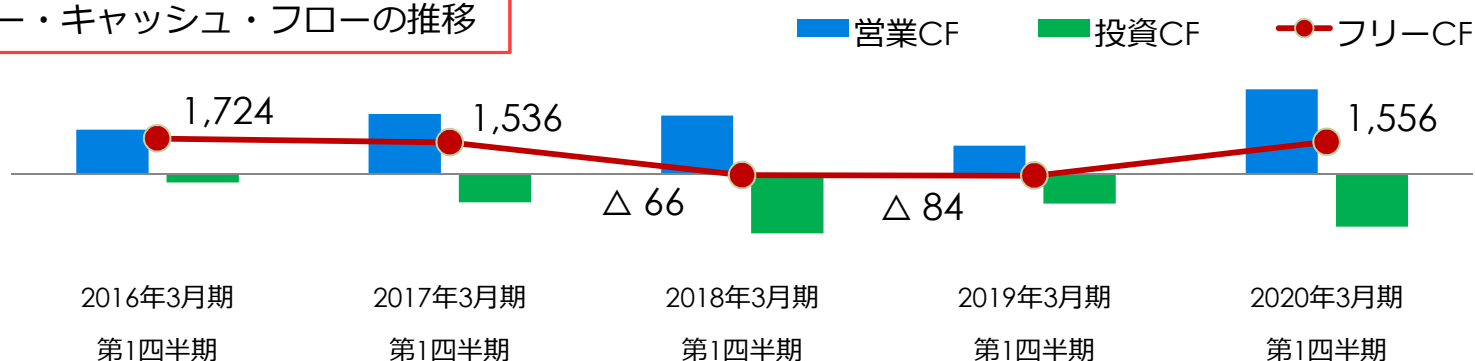 ー・キャッシュ・フローの推移
営業CF 投資CF フリーCF
1,724 1,536 △ 66 △ 84 1,556
2016年3月期 2017年3月期 2018年3月期 2019年3月期 2020年3月期
第1四半期 第1四半期 第1四半期 第1四半期 第1四半期